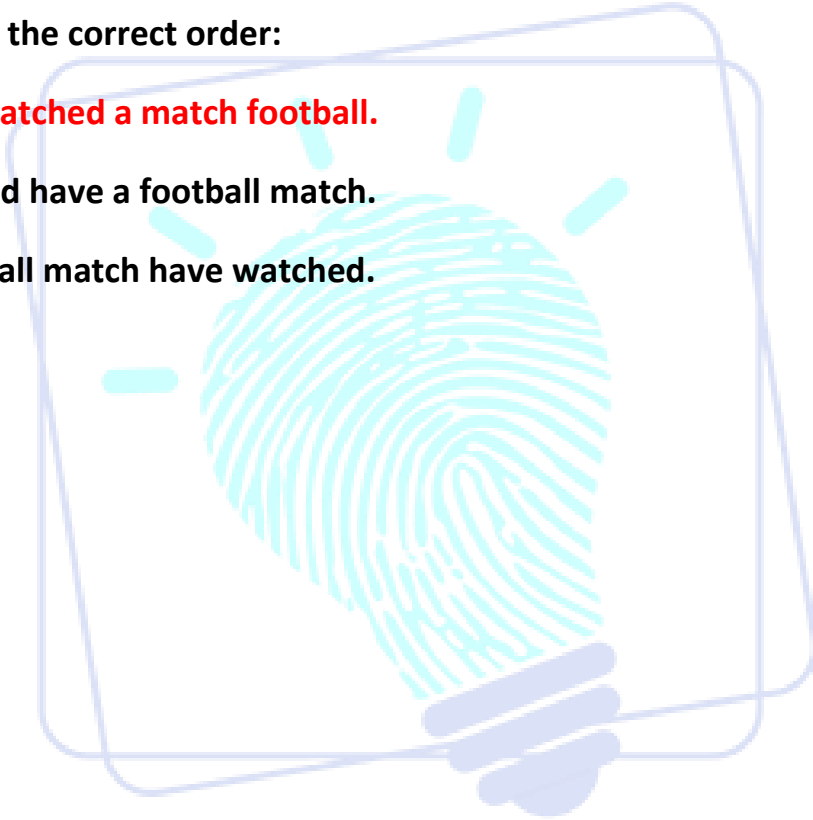 the correct order:
atched a match football.
d have a football match.
all match have watched.